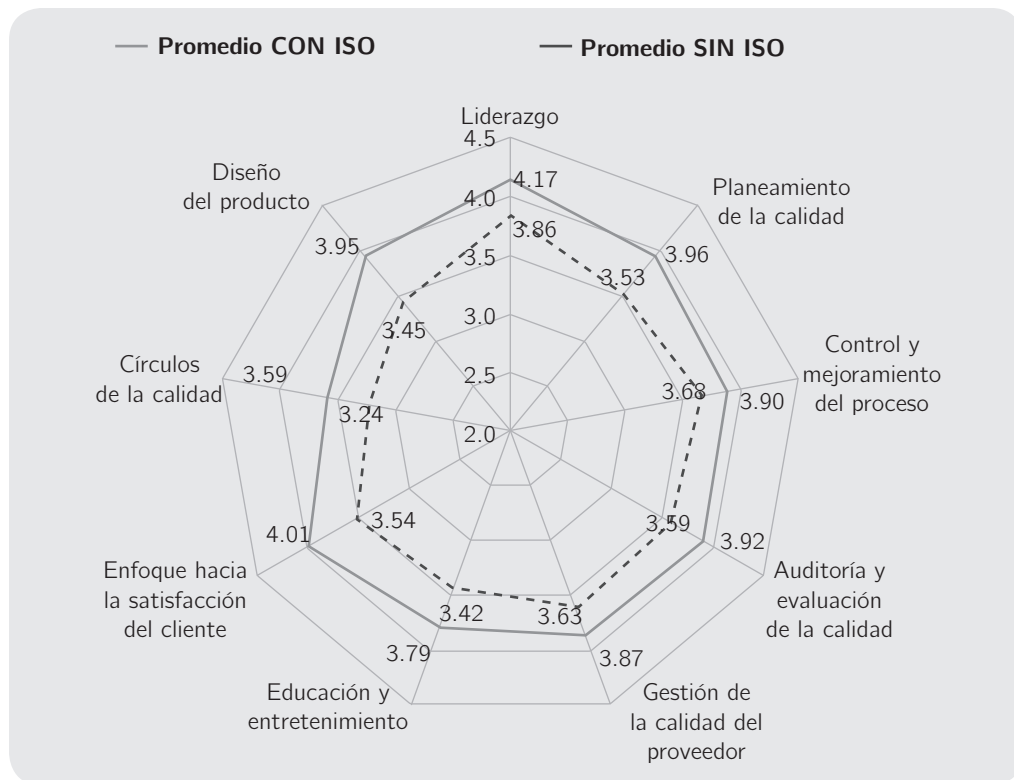 Promedio CON ISO
Promedio SIN ISO
Liderazgo
4.5
4.17
4.0
3.86
3.5
3.0
2.5
2.0
Planeamiento
de la calidad
3.96
3.53
Control y
mejoramiento
del proceso
3.68
3.90
Auditoría y
evaluación
de la calidad
3.59
3.92
Gestión de
la calidad del
proveedor
3.63
3.87
Educación y
entretenimiento
3.42
3.79
Enfoque hacia
la satisfacción
del cliente
4.01
3.54
Círculos
de la calidad
3.59
3.24
Diseño
del producto
3.95
3.45